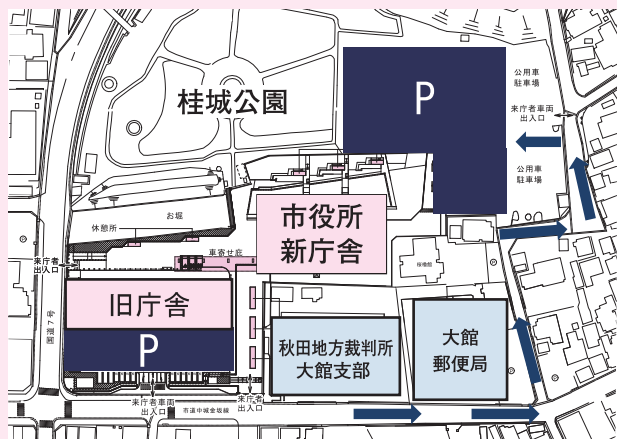 公用車
駐車場
P
桂城公園
来庁者車両
出入口
公用車
駐車場
お堀
市役所
新庁舎
休憩所
車寄せ庇
来庁者
出入口
桜櫓館
旧庁舎
国道7号
P
秋田地方裁判所
大館支部
大館
郵便局
来庁者車両
出入口
来庁者
出入口
市道中城金坂線